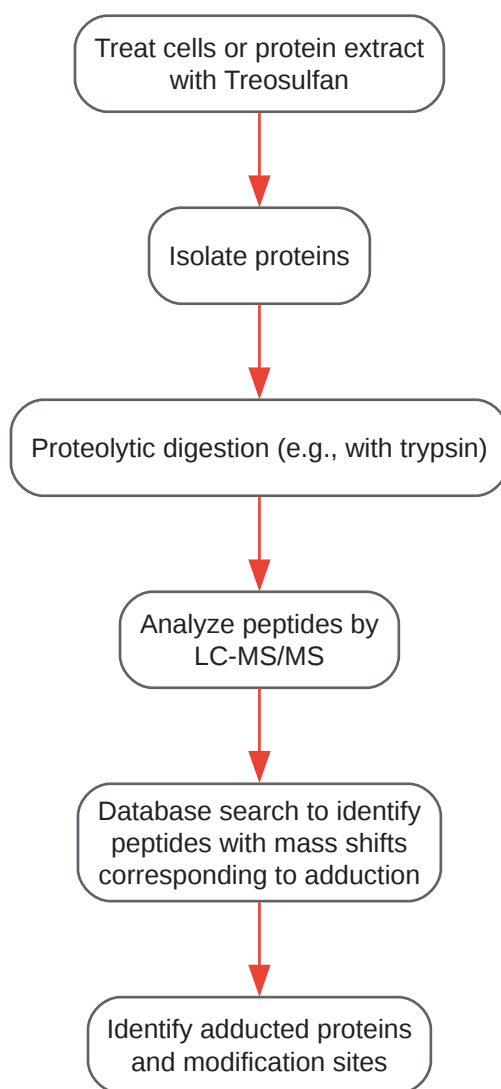 Treat cells or protein extract
with Treosulfan
Isolate proteins
Proteolytic digestion (e.g., with trypsin)
Analyze peptides by
LC-MS/MS
Database search to identify
peptides with mass shifts
corresponding to adduction
Identify adducted proteins
and modification sites